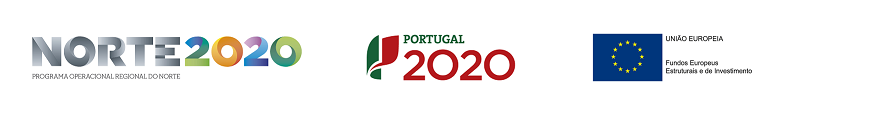 NORTE2020
PROGRAMA OPERACIONAL REGIONAL DO NORTE
PORTUGAL
2020
UNIÃO EUROPEIA
Fundos Europeus
Estruturais e de Investimento